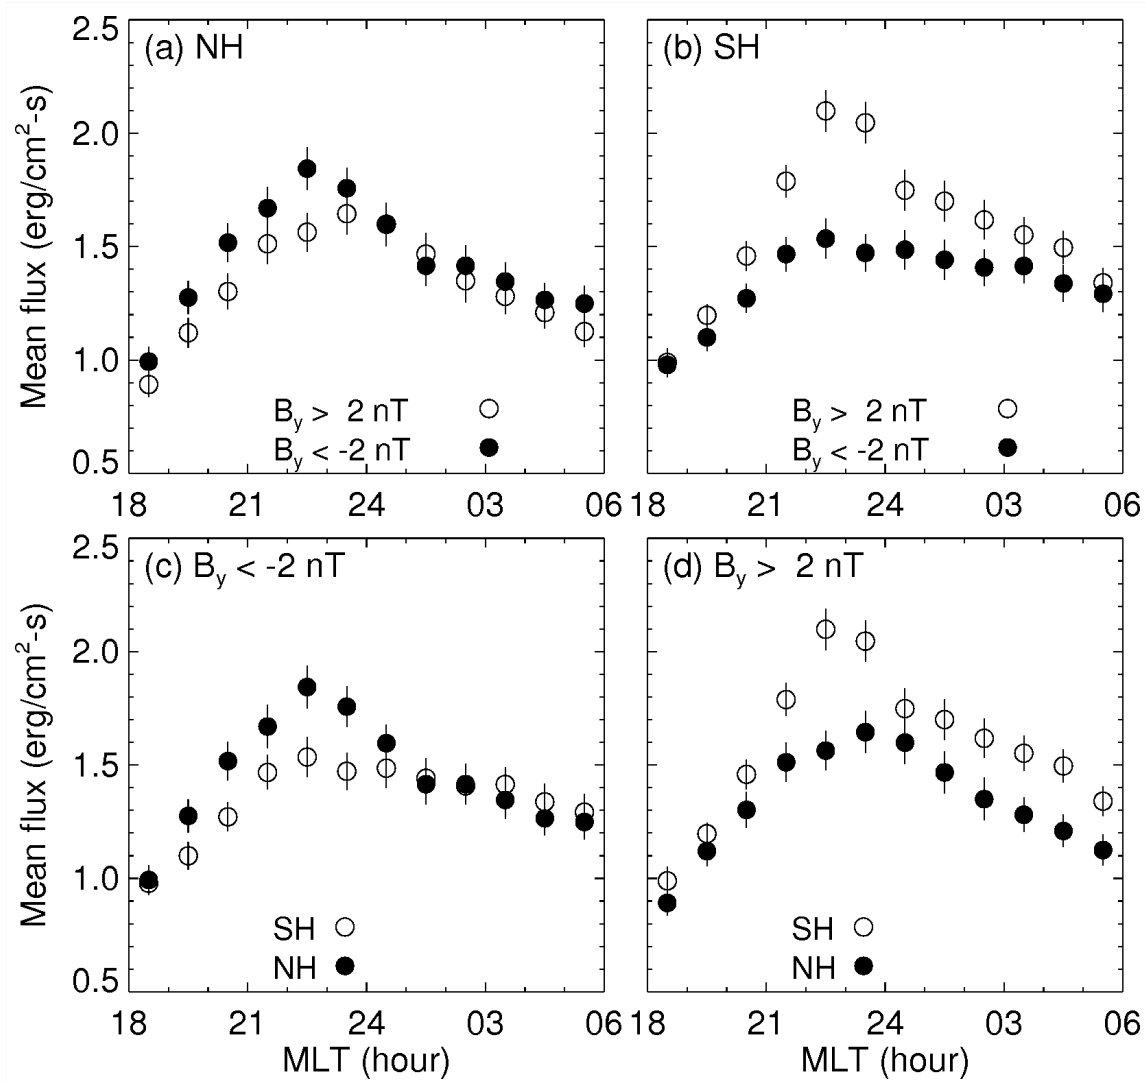 (a) NH
2.5
2.0
1.5
1.0
0.5
Mean flux (erg/cm²-s)
B_y > 2 nT
B_y < -2 nT
18 21 24 03 06
(b) SH
B_y > 2 nT
B_y < -2 nT
18 21 24 03 06
(c) B_y < -2 nT
2.5
2.0
1.5
1.0
0.5
Mean flux (erg/cm²-s)
SH
NH
18 21 24 03 06
MLT (hour)
(d) B_y > 2 nT
SH
NH
18 21 24 03 06
MLT (hour)